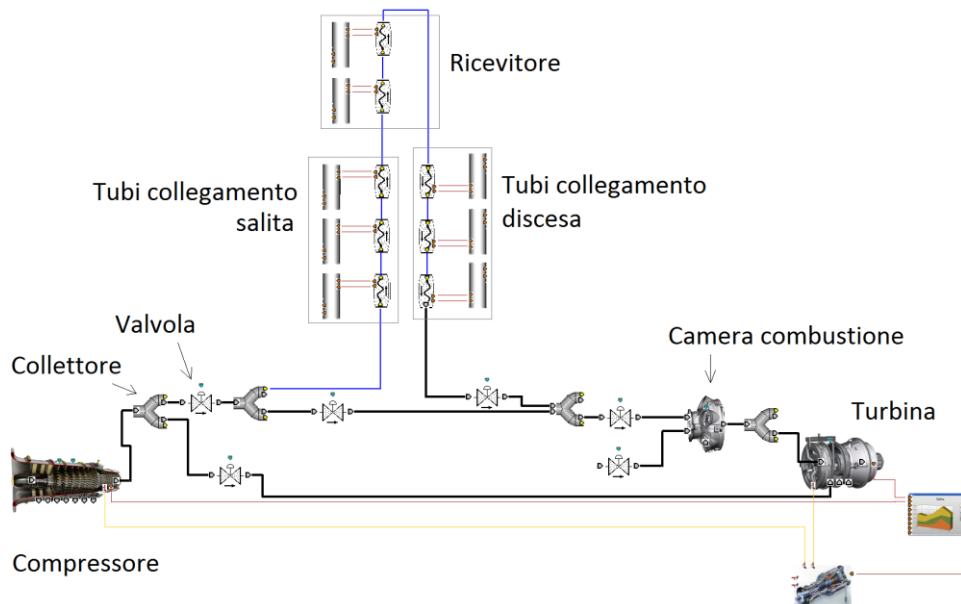 Ricevitore
Tubi collegamento
salita
Tubi collegamento
discesa
Valvola
Camera combustione
Collettore
Turbina
Compressore